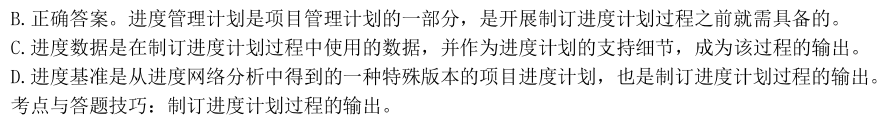 B. 正确答案。进度管理计划是项目管理计划的一部分，是开展制订进度计划过程之前就需具备的。
C. 进度数据是在制订进度计划过程中使用的数据，并作为进度计划的支持细节，成为该过程的输出。
D. 进度基准是从进度网络分析中得到的一种特殊版本的项目进度计划，也是制订进度计划过程的输出。
考点与答题技巧：制订进度计划过程的输出。